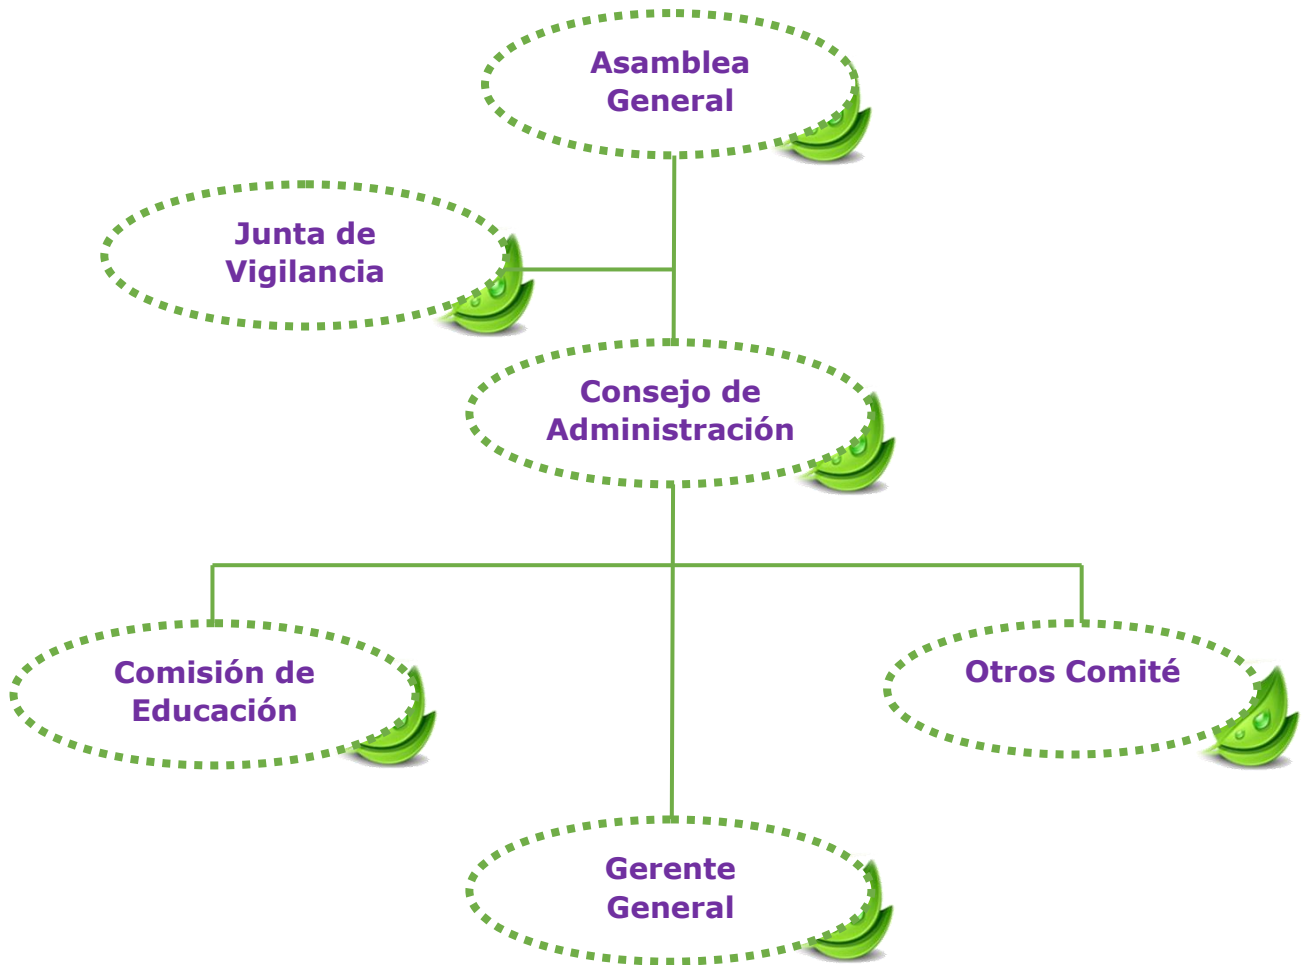 Asamblea
General
Junta de
Vigilancia
Consejo de
Administración
Comisión de
Educación
Otros Comité
Gerente
General